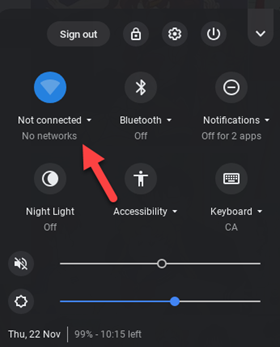 Sign out
Not connected
No networks
Bluetooth
Off
Notifications
Off for 2 apps
Night Light
Off
Accessibility
Keyboard
CA
Thu, 22 Nov
99% - 10:15 left